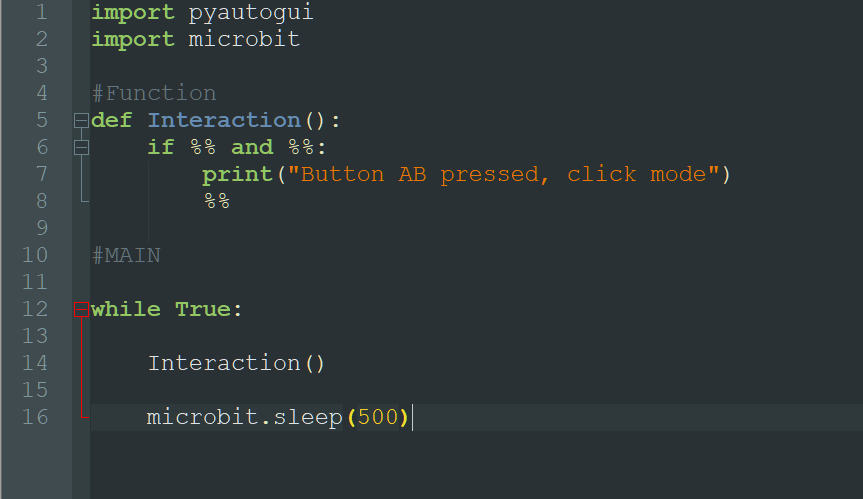 1 import pyautogui
2 import microbit
3
4 #Function
5 def Interaction():
6     if %% and %%:
7         print("Button AB pressed, click mode")
8         %%
9
10 #MAIN
11
12 while True:
13
14     Interaction()
15
16     microbit.sleep(500)